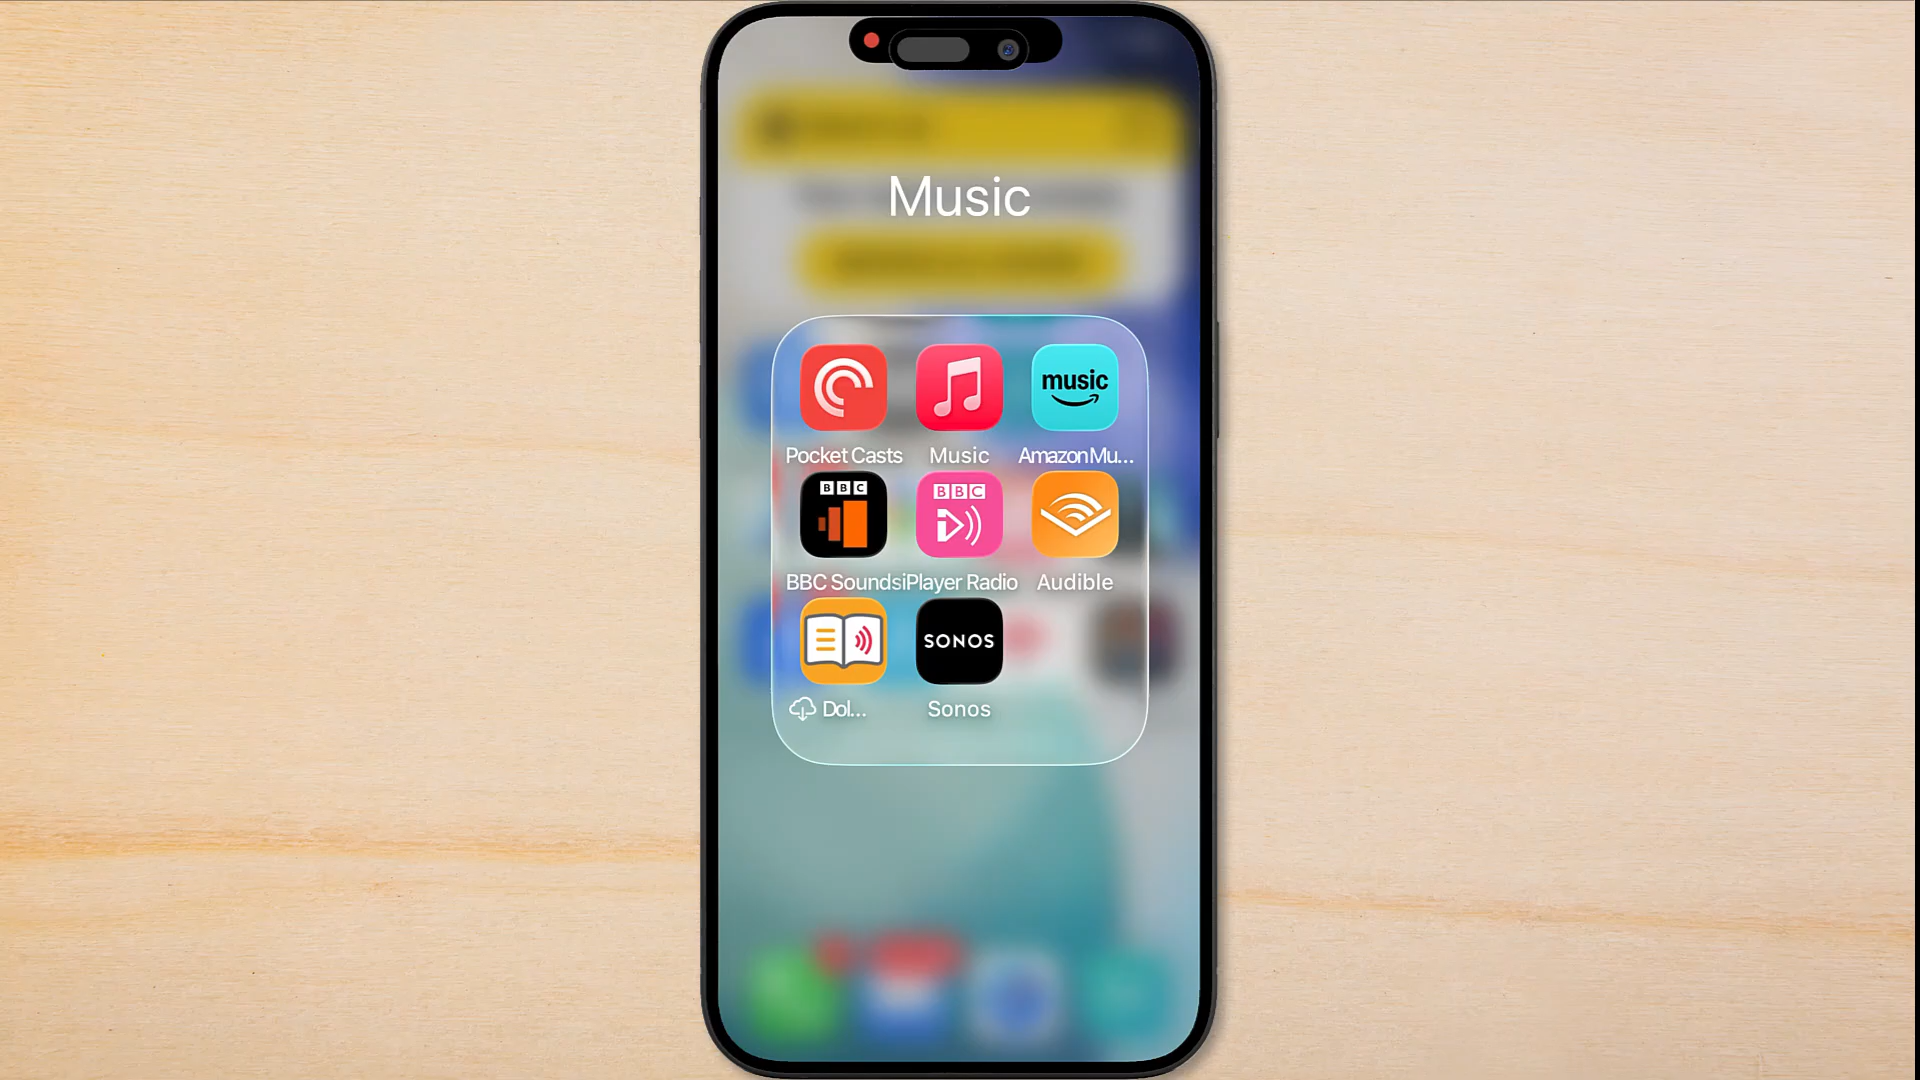 Music
music
Pocket Casts Music Amazon Mu...
BBC BBC
BBC Sounds iPlayer Radio Audible
SONOS
Dol... Sonos